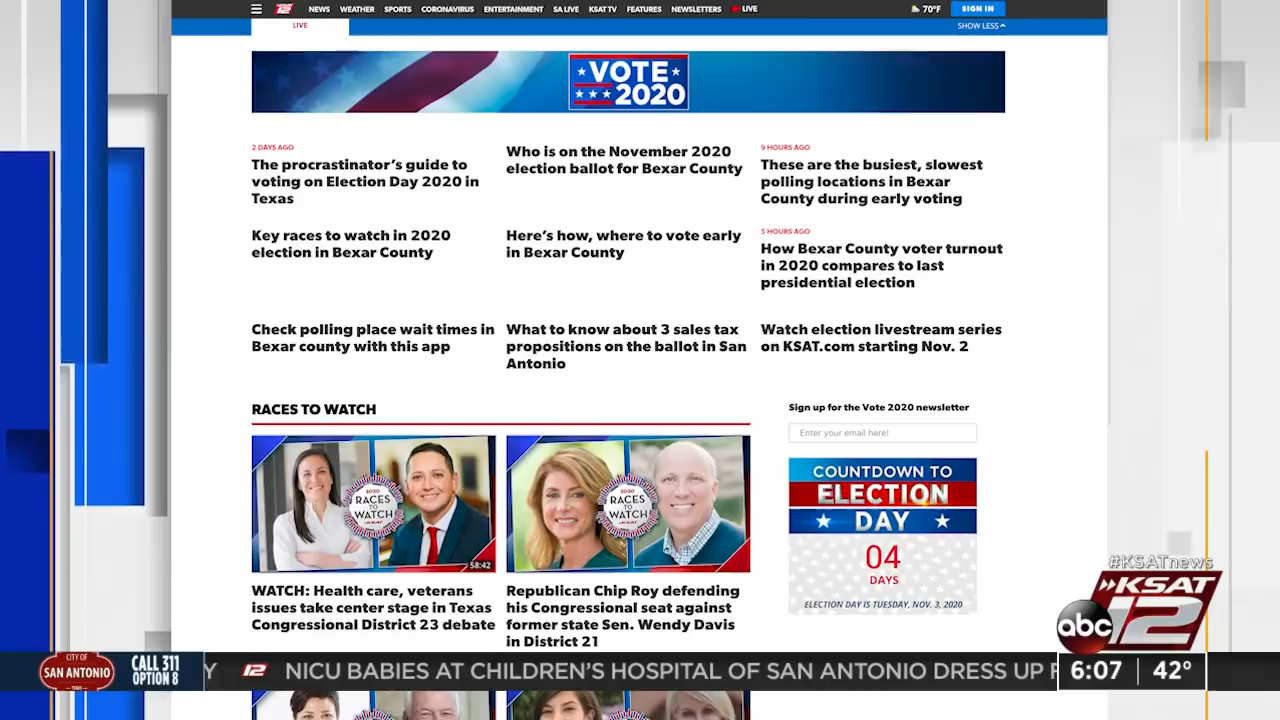 NEWS WEATHER SPORTS CORONAVIRUS ENTERTAINMENT SA LIVE KSAT TV FEATURES NEWSLETTERS LIVE 70°F SIGN IN
LIVE
SHOW LESS
VOTE
2020
2 DAYS AGO
The procrastinator's guide to
voting on Election Day 2020 in
Texas
Who is on the November 2020
election ballot for Bexar County
9 HOURS AGO
These are the busiest, slowest
polling locations in Bexar
County during early voting
Key races to watch in 2020
election in Bexar County
Here's how, where to vote early
in Bexar County
5 HOURS AGO
How Bexar County voter turnout
in 2020 compares to last
presidential election
Check polling place wait times in
Bexar county with this app
What to know about 3 sales tax
propositions on the ballot in San
Antonio
Watch election livestream series
on KSAT.com starting Nov. 2
RACES TO WATCH
2020
RACES
TO
WATCH
KSAT
58:42
WATCH: Health care, veterans
issues take center stage in Texas
Congressional District 23 debate
2020
RACES
TO
WATCH
KSAT
Republican Chip Roy defending
his Congressional seat against
former state Sen. Wendy Davis
in District 21
Sign up for the Vote 2020 newsletter
Enter your email here!
COUNTDOWN TO
ELECTION
DAY
04
DAYS
ELECTION DAY IS TUESDAY, NOV. 3, 2020
#KSATnews
KSAT
abc 12
CITY OF
SAN ANTONIO
TEXAS
CALL 311
OPTION 8
Y 12 NICU BABIES AT CHILDREN'S HOSPITAL OF SAN ANTONIO DRESS UP
6:07 42°